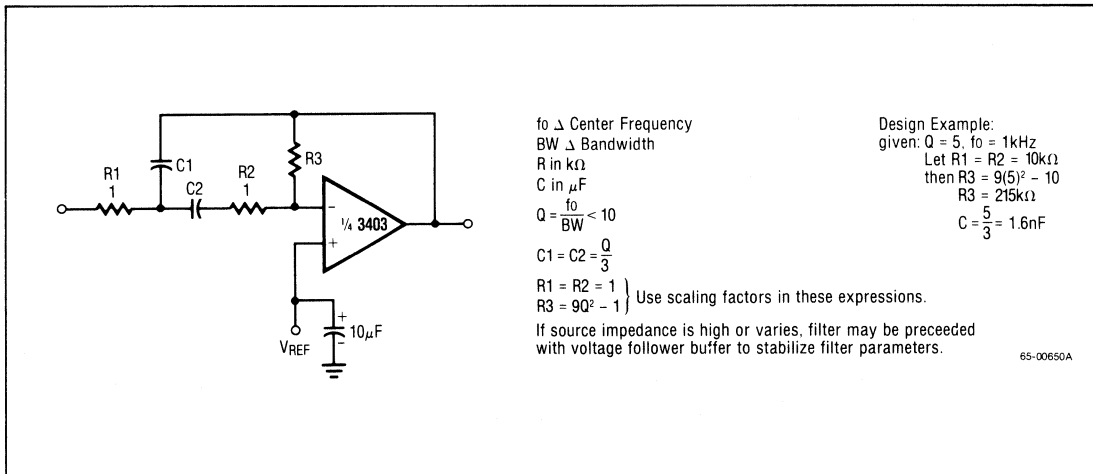 R1
1
C1
C2
R2
1
R3
-
¼ 3403
+
+
10μF
-
VREF
fo Δ Center Frequency
BW Δ Bandwidth
R in kΩ
C in μF
Q = fo/BW < 10
C1 = C2 = Q/3
R1 = R2 = 1
R3 = 9Q² - 1
Use scaling factors in these expressions.
If source impedance is high or varies, filter may be preceeded
with voltage follower buffer to stabilize filter parameters.
Design Example:
given: Q = 5, fo = 1kHz
Let R1 = R2 = 10kΩ
then R3 = 9(5)² - 10
R3 = 215kΩ
C = 5/3 = 1.6nF
65-00650A